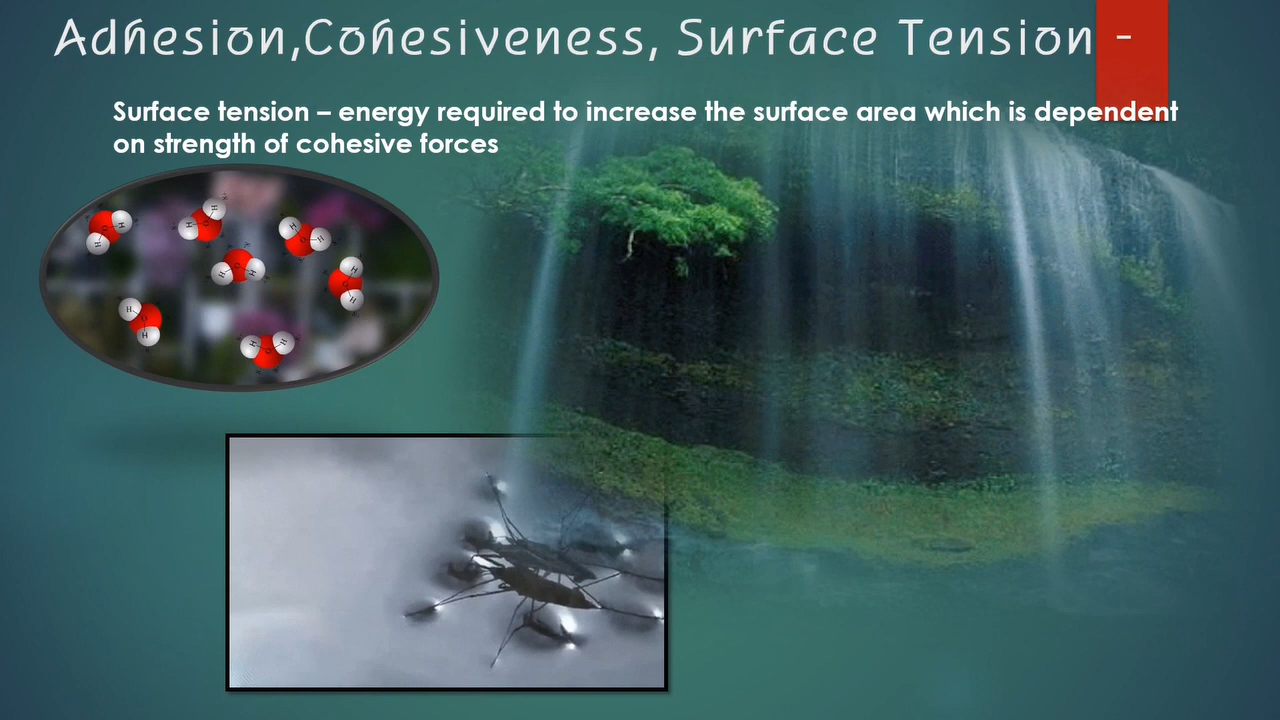 Adhesion,Cohesiveness, Surface Tension -
Surface tension – energy required to increase the surface area which is dependent
on strength of cohesive forces